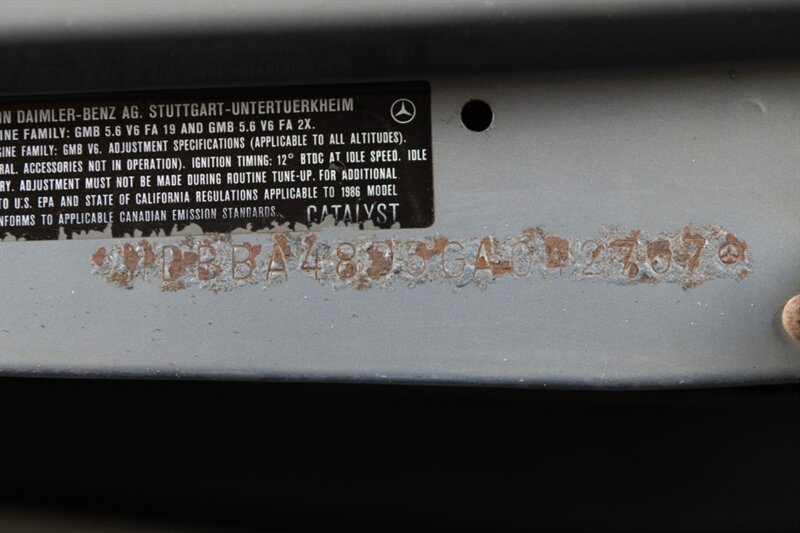 ON DAIMLER-BENZ AG. STUTTGART-UNTERTUERKHEIM
INE FAMILY: GMB 5.6 V6 FA 19 AND GMB 5.6 V6 FA 2X.
GINE FAMILY: GMB V6. ADJUSTMENT SPECIFICATIONS (APPLICABLE TO ALL ALTITUDES).
RAL. ACCESSORIES NOT IN OPERATION). IGNITION TIMING: 12° BTDC AT IDLE SPEED. IDLE
RY. ADJUSTMENT MUST NOT BE MADE DURING ROUTINE TUNE-UP. FOR ADDITIONAL
TO U.S. EPA AND STATE OF CALIFORNIA REGULATIONS APPLICABLE TO 1986 MODEL
NFORMS TO APPLICABLE CANADIAN EMISSION STANDARDS. CATALYST